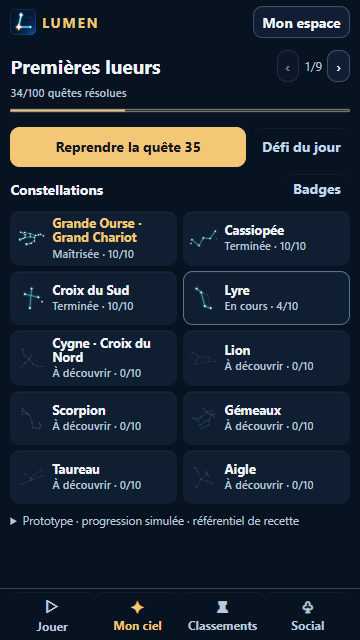 LUMEN
Mon espace
Premières lueurs
‹ 1/9 ›
34/100 quêtes résolues
Reprendre la quête 35
Défi du jour
Constellations
Badges
Grande Ourse ·
Grand Chariot
Maîtrisée · 10/10
Cassiopée
Terminée · 10/10
Croix du Sud
Terminée · 10/10
Lyre
En cours · 4/10
Cygne · Croix du
Nord
À découvrir · 0/10
Lion
À découvrir · 0/10
Scorpion
À découvrir · 0/10
Gémeaux
À découvrir · 0/10
Taureau
À découvrir · 0/10
Aigle
À découvrir · 0/10
▶ Prototype · progression simulée · référentiel de recette
Jouer
Mon ciel
Classements
Social